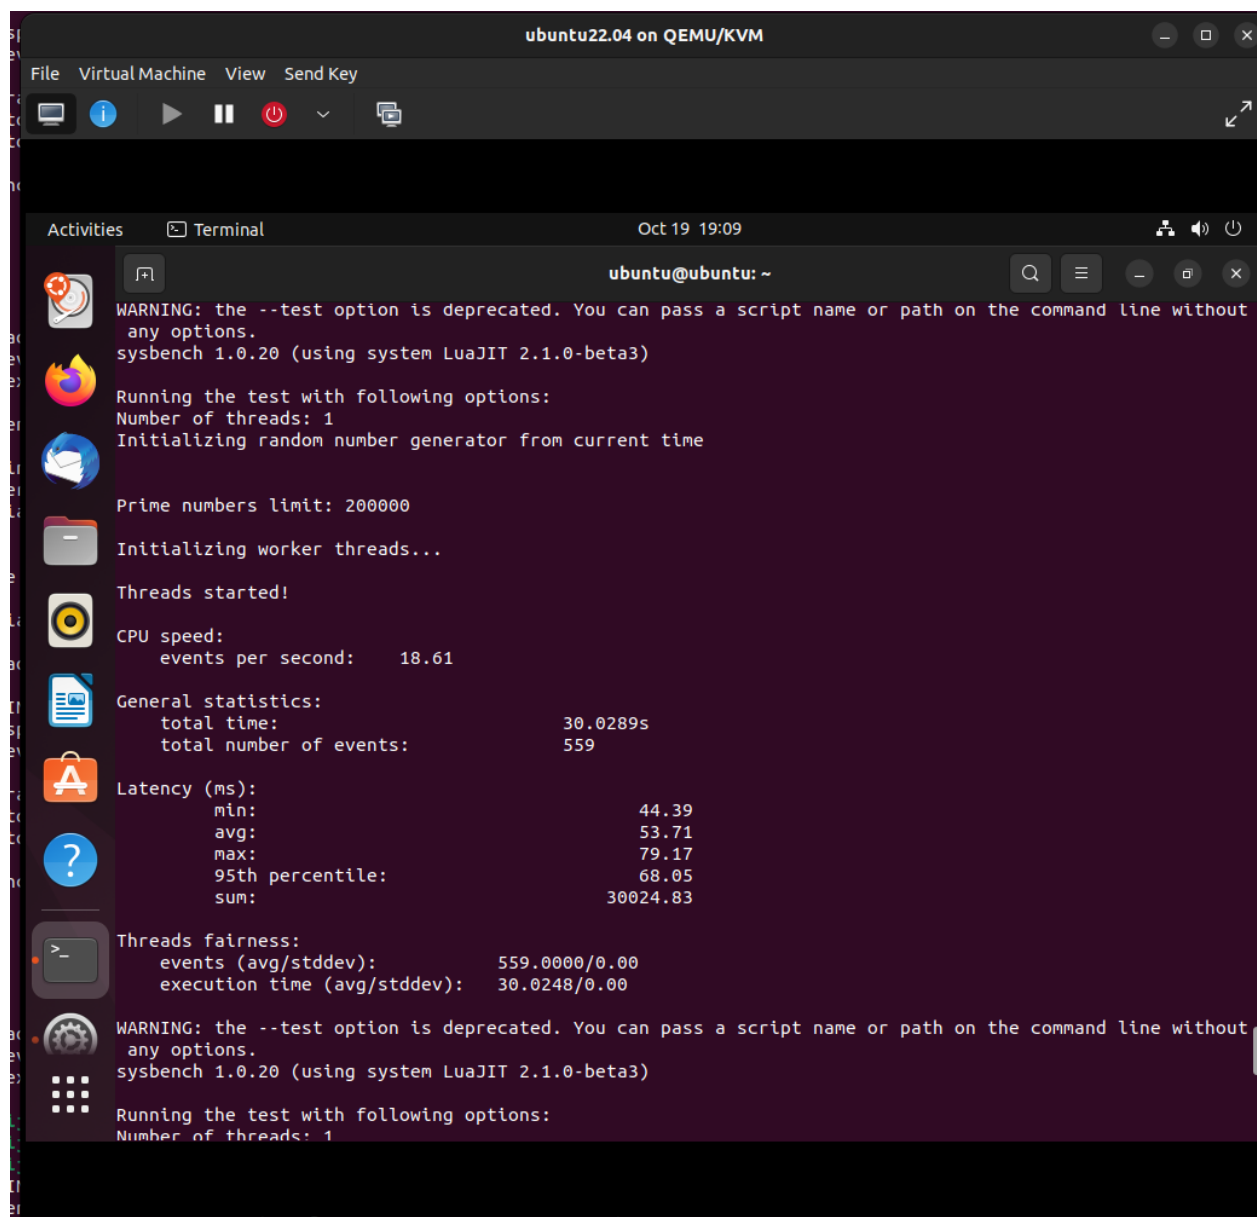 ubuntu22.04 on QEMU/KVM
File Virtual Machine View Send Key
Activities Terminal Oct 19 19:09
ubuntu@ubuntu: ~
WARNING: the --test option is deprecated. You can pass a script name or path on the command line without
any options.
sysbench 1.0.20 (using system LuaJIT 2.1.0-beta3)
Running the test with following options:
Number of threads: 1
Initializing random number generator from current time
Prime numbers limit: 200000
Initializing worker threads...
Threads started!
CPU speed:
events per second: 18.61
General statistics:
total time: 30.0289s
total number of events: 559
Latency (ms):
min: 44.39
avg: 53.71
max: 79.17
95th percentile: 68.05
sum: 30024.83
Threads fairness:
events (avg/stddev): 559.0000/0.00
execution time (avg/stddev): 30.0248/0.00
WARNING: the --test option is deprecated. You can pass a script name or path on the command line without
any options.
sysbench 1.0.20 (using system LuaJIT 2.1.0-beta3)
Running the test with following options:
Number of threads: 1